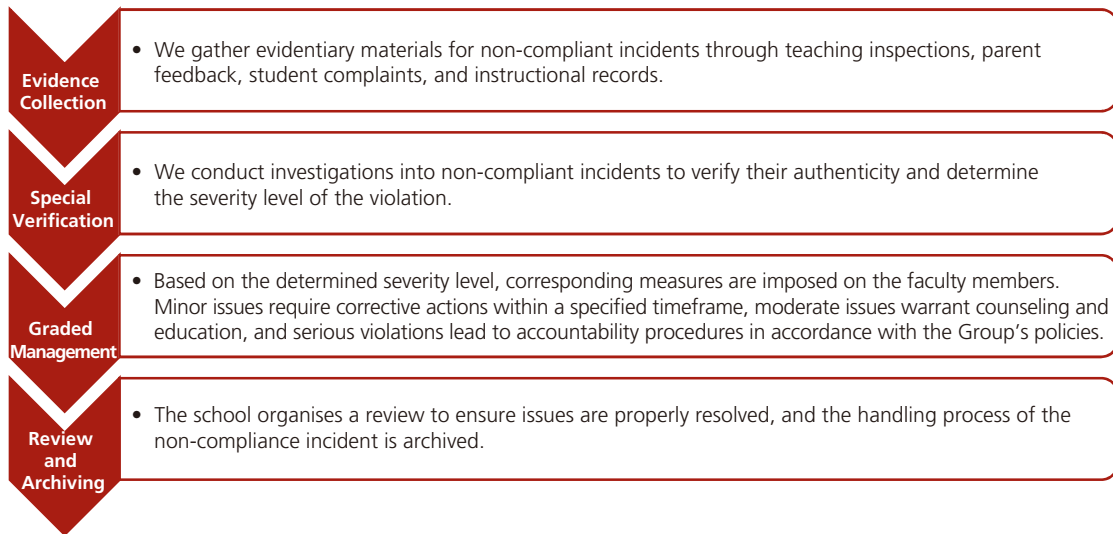 Evidence
Collection
• We gather evidentiary materials for non-compliant incidents through teaching inspections, parent
feedback, student complaints, and instructional records.
Special
Verification
• We conduct investigations into non-compliant incidents to verify their authenticity and determine
the severity level of the violation.
Graded
Management
• Based on the determined severity level, corresponding measures are imposed on the faculty members.
Minor issues require corrective actions within a specified timeframe, moderate issues warrant counseling and
education, and serious violations lead to accountability procedures in accordance with the Group’s policies.
Review
and
Archiving
• The school organises a review to ensure issues are properly resolved, and the handling process of the
non-compliance incident is archived.